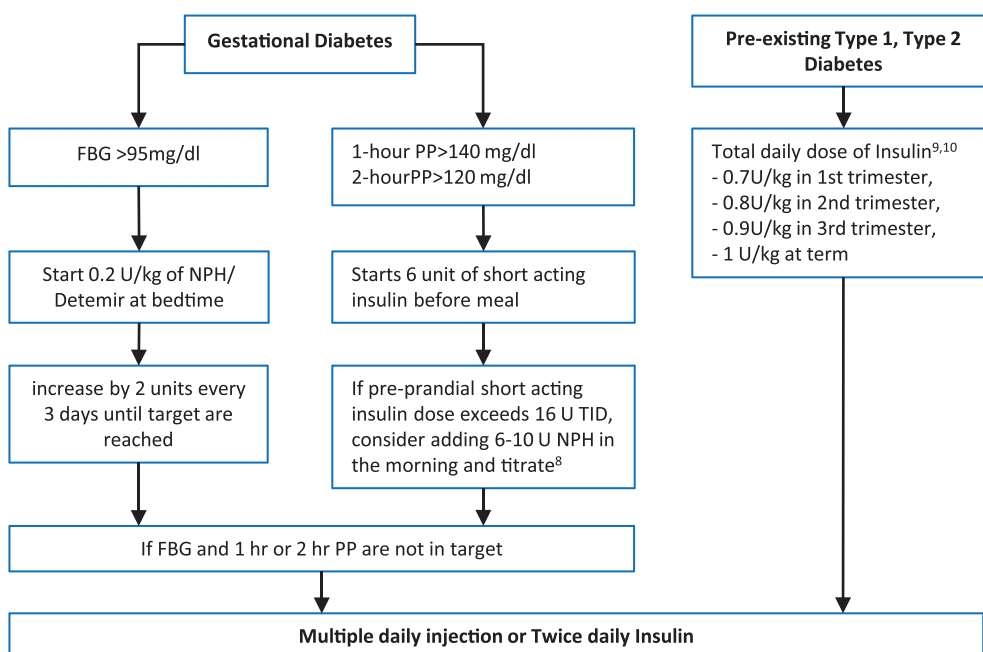 Gestational Diabetes
Pre-existing Type 1, Type 2
Diabetes
FBG >95mg/dl
1-hour PP>140 mg/dl
2-hourPP>120 mg/dl
Total daily dose of Insulin9,10
- 0.7U/kg in 1st trimester,
- 0.8U/kg in 2nd trimester,
- 0.9U/kg in 3rd trimester,
- 1 U/kg at term
Start 0.2 U/kg of NPH/
Detemir at bedtime
Starts 6 unit of short acting
insulin before meal
increase by 2 units every
3 days until target are
reached
If pre-prandial short acting
insulin dose exceeds 16 U TID,
consider adding 6-10 U NPH in
the morning and titrate8
If FBG and 1 hr or 2 hr PP are not in target
Multiple daily injection or Twice daily Insulin